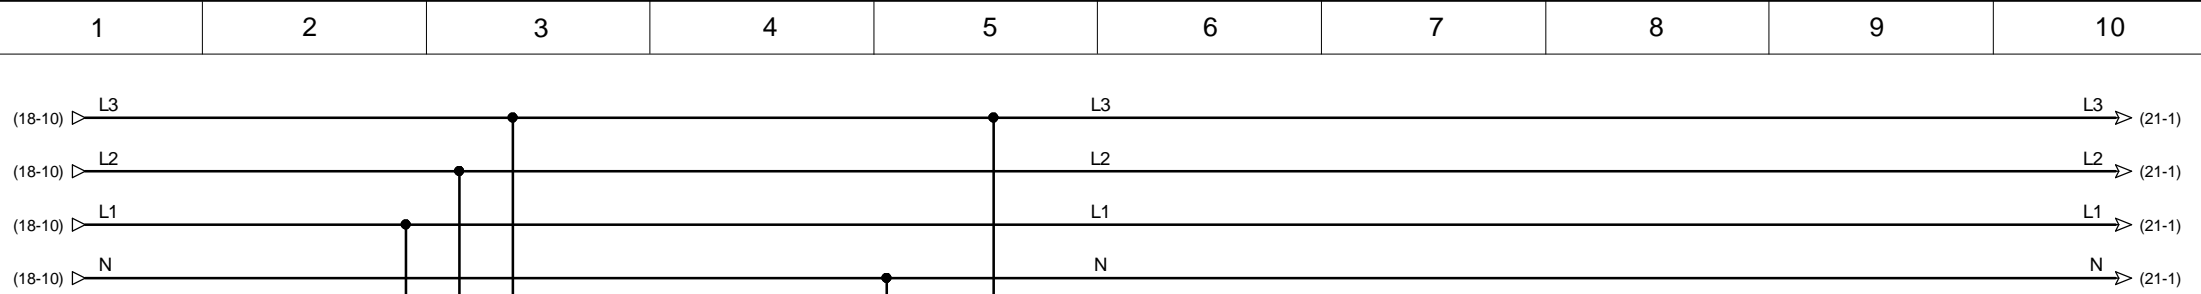 1 2 3 4 5 6 7 8 9 10
L3 L3 L3
(18-10) (21-1)
L2 L2 L2
(18-10) (21-1)
L1 L1 L1
(18-10) (21-1)
N N N
(18-10) (21-1)